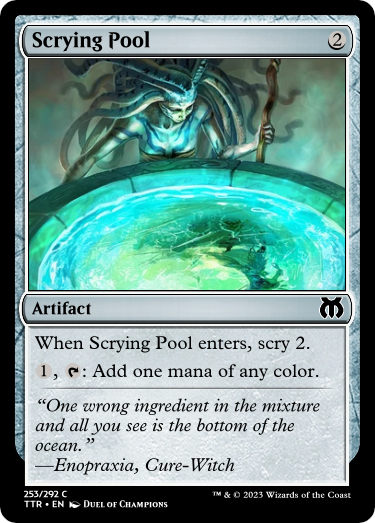 Scrying Pool 2
Artifact
When Scrying Pool enters, scry 2.
1, : Add one mana of any color.
“One wrong ingredient in the mixture
and all you see is the bottom of the
ocean.”
—Enopraxia, Cure-Witch
253/292 C
TTR • EN Duel of Champions
™ & © 2023 Wizards of the Coast